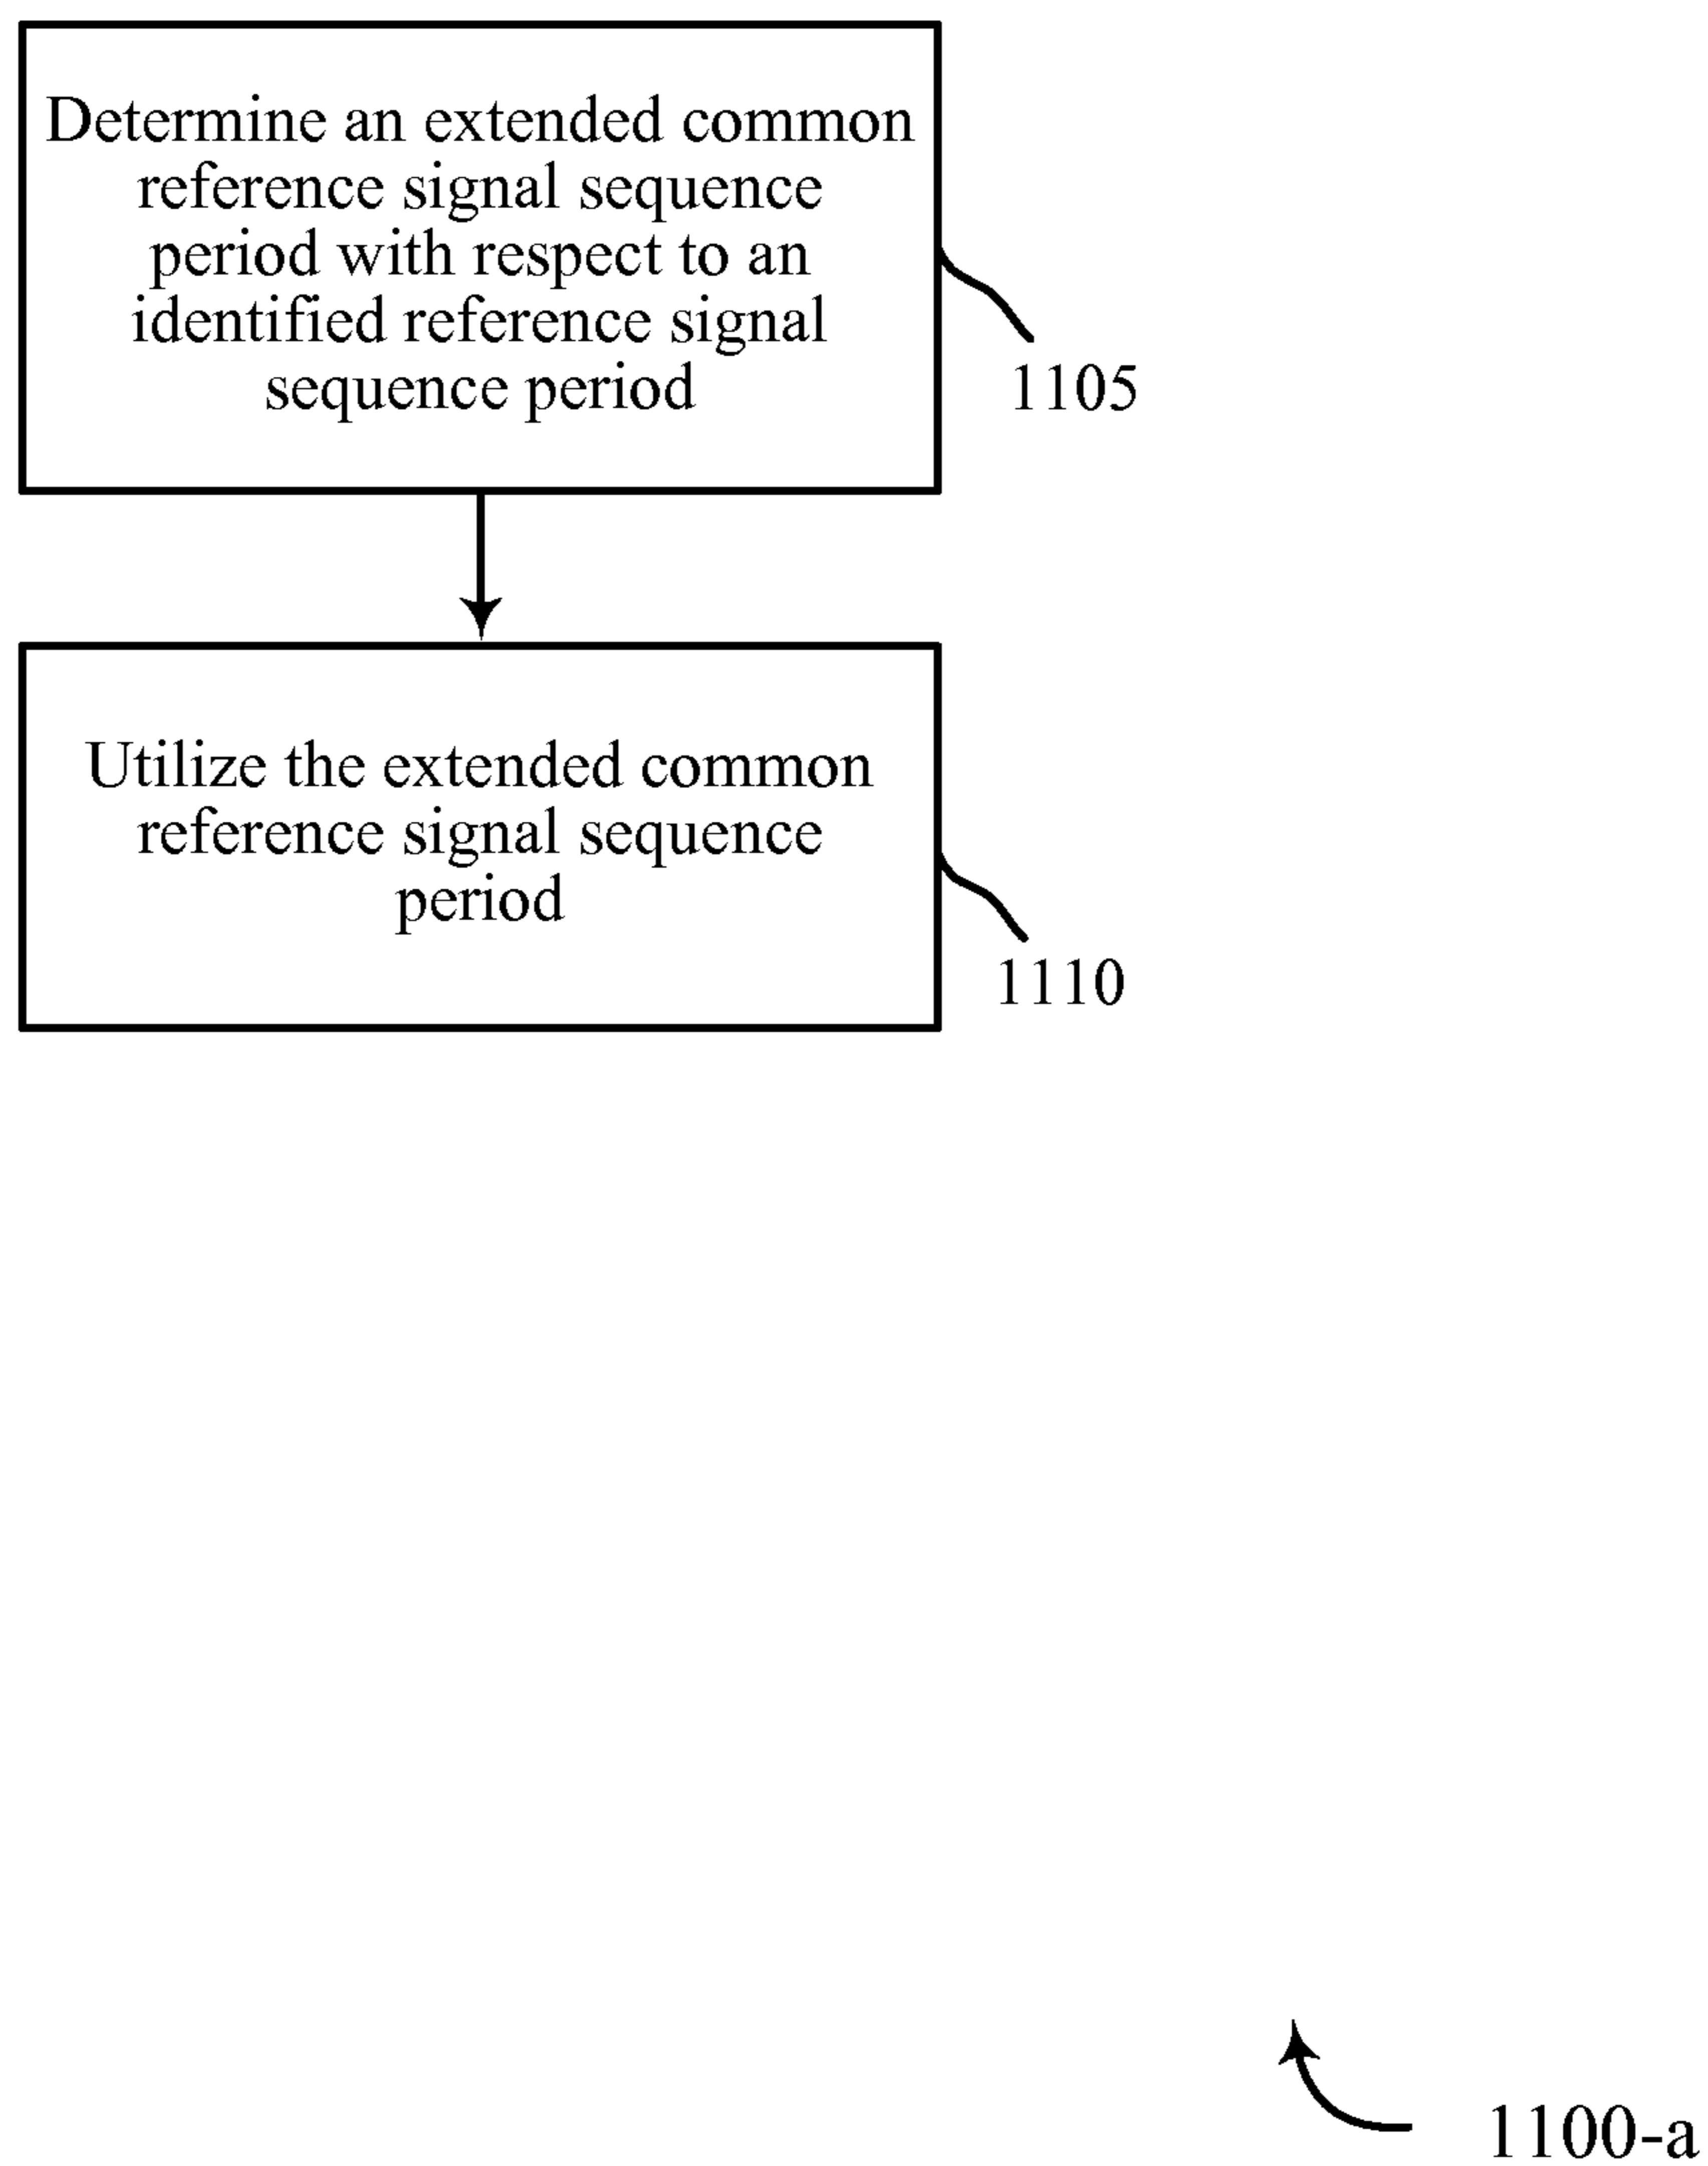 Determine an extended common
reference signal sequence
period with respect to an
identified reference signal
sequence period
1105
Utilize the extended common
reference signal sequence
period
1110
1100-a